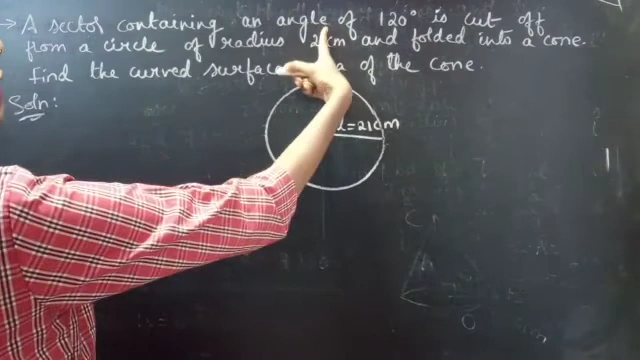 → A sector containing an angle of 120° is cut off
from a circle of radius 21cm and folded into a cone.
Find the curved surface of the cone.
Soln:
=21cm